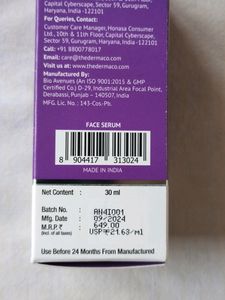 Capital Cyberscape, Sector 59, Gurugram,
Haryana, India - 122101
For Queries, Contact:
Customer Care Manager, Honasa Consumer
Ltd., 10th & 11th Floor, Capital Cyberscape,
Sector 59, Gurugram, Haryana,
India - 122101
Call: +91 8800778017
Email: care@thedermaco.com
Website: www.thedermaco.com
Manufactured By:
Bio Avenues (An ISO 9001:2015 & GMP
Certified Co.) D-29, Industrial Area Focal Point,
Derabassi, Punjab – 140507, India
MFG. Lic. No.: 143-Cos-Pb.
FACE SERUM
8 904417 313024
MADE IN INDIA
Net Content : 30 ml
Batch No. : AN4I001
Mfg. Date : 09/2024
M.R.P.₹ : 649.00
(Incl. of all taxes) USP₹21.63/ml
Use Before 24 Months From Manufactured